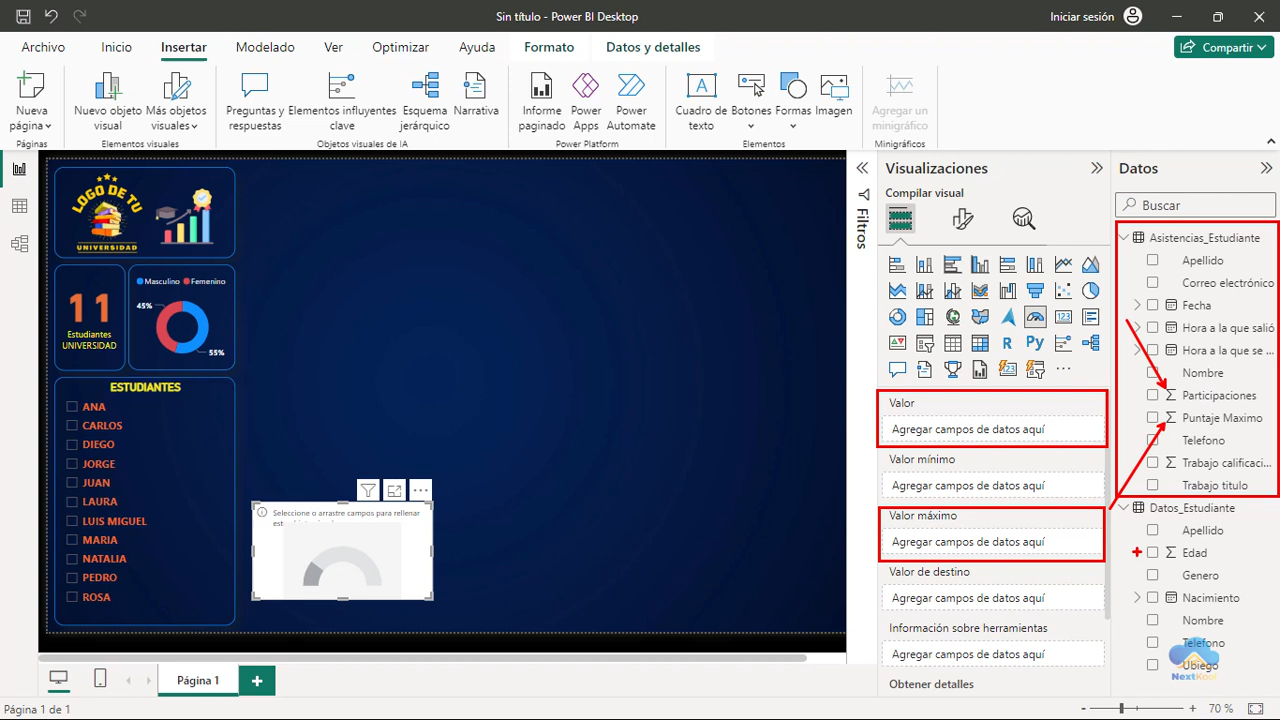 Sin título - Power BI Desktop
Iniciar sesión
Archivo
Inicio
Insertar
Modelado
Ver
Optimizar
Ayuda
Formato
Datos y detalles
Compartir
Nueva
página
Nuevo objeto
visual
Más objetos
visuales
Preguntas y
respuestas
Elementos influyentes
clave
Esquema
jerárquico
Narrativa
Informe
paginado
Power
Apps
Power
Automate
Cuadro de
texto
Botones
Formas
Imagen
Agregar un
minigráfico
Páginas
Elementos visuales
Objetos visuales de IA
Power Platform
Elementos
Minigráficos
LOGO DE TU
UNIVERSIDAD
11
Estudiantes
UNIVERSIDAD
Masculino
Femenino
45%
55%
ESTUDIANTES
ANA
CARLOS
DIEGO
JORGE
JUAN
LAURA
LUIS MIGUEL
MARIA
NATALIA
PEDRO
ROSA
Seleccione o arrastre campos para rellenar
Filtros
Visualizaciones
Compilar visual
R
Py
123
Valor
Agregar campos de datos aquí
Valor mínimo
Agregar campos de datos aquí
Valor máximo
Agregar campos de datos aquí
Valor de destino
Agregar campos de datos aquí
Información sobre herramientas
Agregar campos de datos aquí
Obtener detalles
Datos
Buscar
Asistencias_Estudiante
Apellido
Correo electrónico
Fecha
Hora a la que salió
Hora a la que se ...
Nombre
Participaciones
Puntaje Maximo
Telefono
Trabajo calificaci...
Trabajo titulo
Datos_Estudiante
Apellido
Edad
Genero
Nacimiento
Nombre
Telefono
Ubiego
NextKool
Página 1
Página 1 de 1
70 %